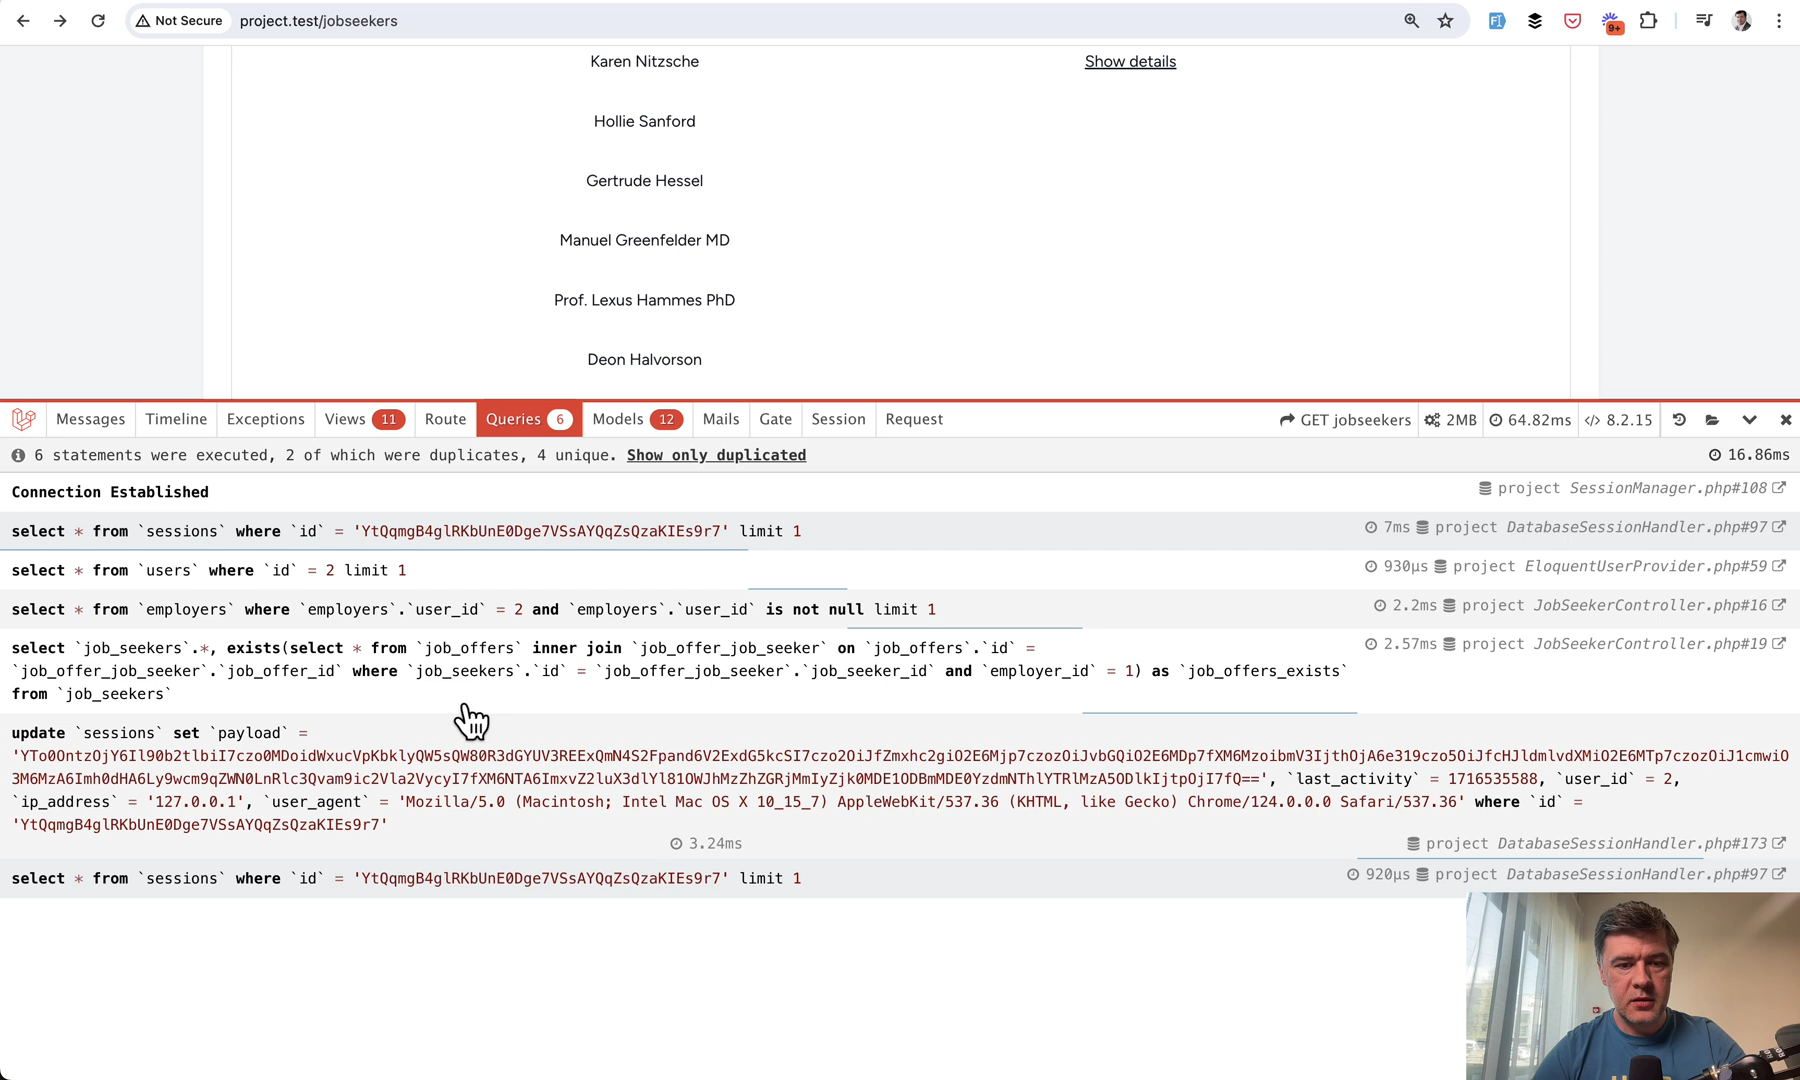 Not Secure
project.test/jobseekers
9+
Karen Nitzsche
Show details
Hollie Sanford
Gertrude Hessel
Manuel Greenfelder MD
Prof. Lexus Hammes PhD
Deon Halvorson
Messages
Timeline
Exceptions
Views 11
Route
Queries 6
Models 12
Mails
Gate
Session
Request
GET jobseekers
2MB
64.82ms
8.2.15
6 statements were executed, 2 of which were duplicates, 4 unique. Show only duplicated
16.86ms
Connection Established
project SessionManager.php#108
select * from `sessions` where `id` = 'YtQqmgB4glRKbUnE0Dge7VSsAYQqZsQzaKIEs9r7' limit 1
7ms project DatabaseSessionHandler.php#97
select * from `users` where `id` = 2 limit 1
930μs project EloquentUserProvider.php#59
select * from `employers` where `employers`.`user_id` = 2 and `employers`.`user_id` is not null limit 1
2.2ms project JobSeekerController.php#16
select `job_seekers`.*, exists(select * from `job_offers` inner join `job_offer_job_seeker` on `job_offers`.`id` =
`job_offer_job_seeker`.`job_offer_id` where `job_seekers`.`id` = `job_offer_job_seeker`.`job_seeker_id` and `employer_id` = 1) as `job_offers_exists`
from `job_seekers`
2.57ms project JobSeekerController.php#19
update `sessions` set `payload` =
'YTo0OntzOjY6Il90b2tlbiI7czo0MDoidWxucVpKbklyQW5sQW80R3dGYUV3REExQmN4S2Fpand6V2ExdG5kcSI7czo2OiJfZmxhc2giO2E6Mjp7czozOiJvbGQiO2E6MDp7fXM6MzoibmV3IjthOjA6e319czo5OiJfcHJldmlvdXMiO2E6MTp7czozOiJ1cmwiO
3M6MzA6Imh0dHA6Ly9wcm9qZWN0LnRlc3Qvam9ic2Vla2VycyI7fXM6NTA6ImxvZ2luX3dlYl81OWJhMzZhZGRjMmIyZjk0MDE1ODBmMDE0YzdmNThlYTRlMzA5ODlkIjtpOjI7fQ==', `last_activity` = 1716535588, `user_id` = 2,
`ip_address` = '127.0.0.1', `user_agent` = 'Mozilla/5.0 (Macintosh; Intel Mac OS X 10_15_7) AppleWebKit/537.36 (KHTML, like Gecko) Chrome/124.0.0.0 Safari/537.36' where `id` =
'YtQqmgB4glRKbUnE0Dge7VSsAYQqZsQzaKIEs9r7'
3.24ms
project DatabaseSessionHandler.php#173
select * from `sessions` where `id` = 'YtQqmgB4glRKbUnE0Dge7VSsAYQqZsQzaKIEs9r7' limit 1
920μs project DatabaseSessionHandler.php#97